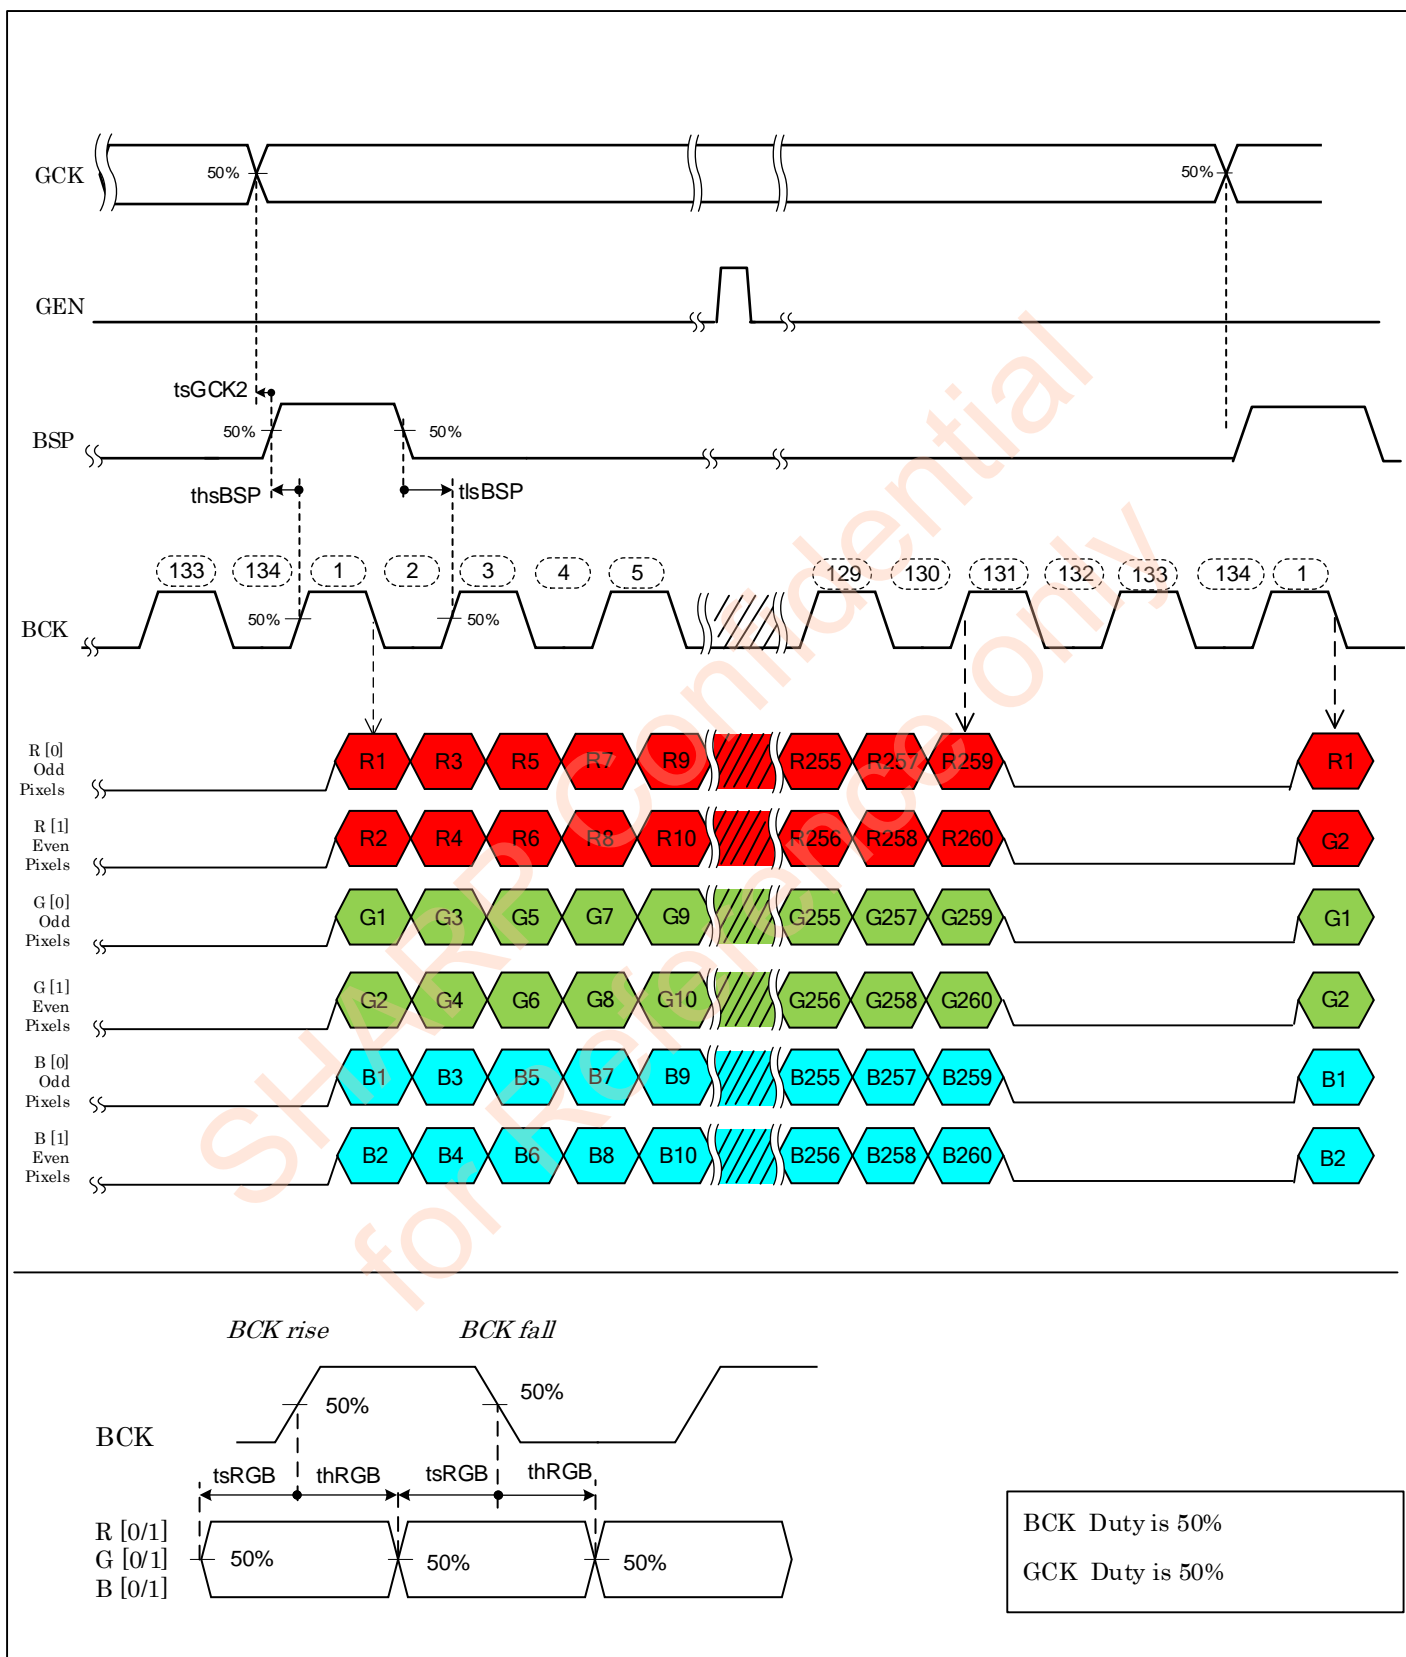 GCK 50% 50%
GEN
tsGCK2
BSP 50% 50%
thsBSP tlsBSP
133 134 1 2 3 4 5 129 130 131 132 133 134 1
BCK 50% 50%
R [0] Odd Pixels R1 R3 R5 R7 R9 R255 R257 R259 R1
R [1] Even Pixels R2 R4 R6 R8 R10 R256 R258 R260 G2
G [0] Odd Pixels G1 G3 G5 G7 G9 G255 G257 G259 G1
G [1] Even Pixels G2 G4 G6 G8 G10 G256 G258 G260 G2
B [0] Odd Pixels B1 B3 B5 B7 B9 B255 B257 B259 B1
B [1] Even Pixels B2 B4 B6 B8 B10 B256 B258 B260 B2
SHARP Confidential
for Reference only
BCK rise BCK fall
50% 50%
BCK
tsRGB thRGB tsRGB thRGB
R [0/1]
G [0/1] 50% 50% 50%
B [0/1]
BCK Duty is 50%
GCK Duty is 50%